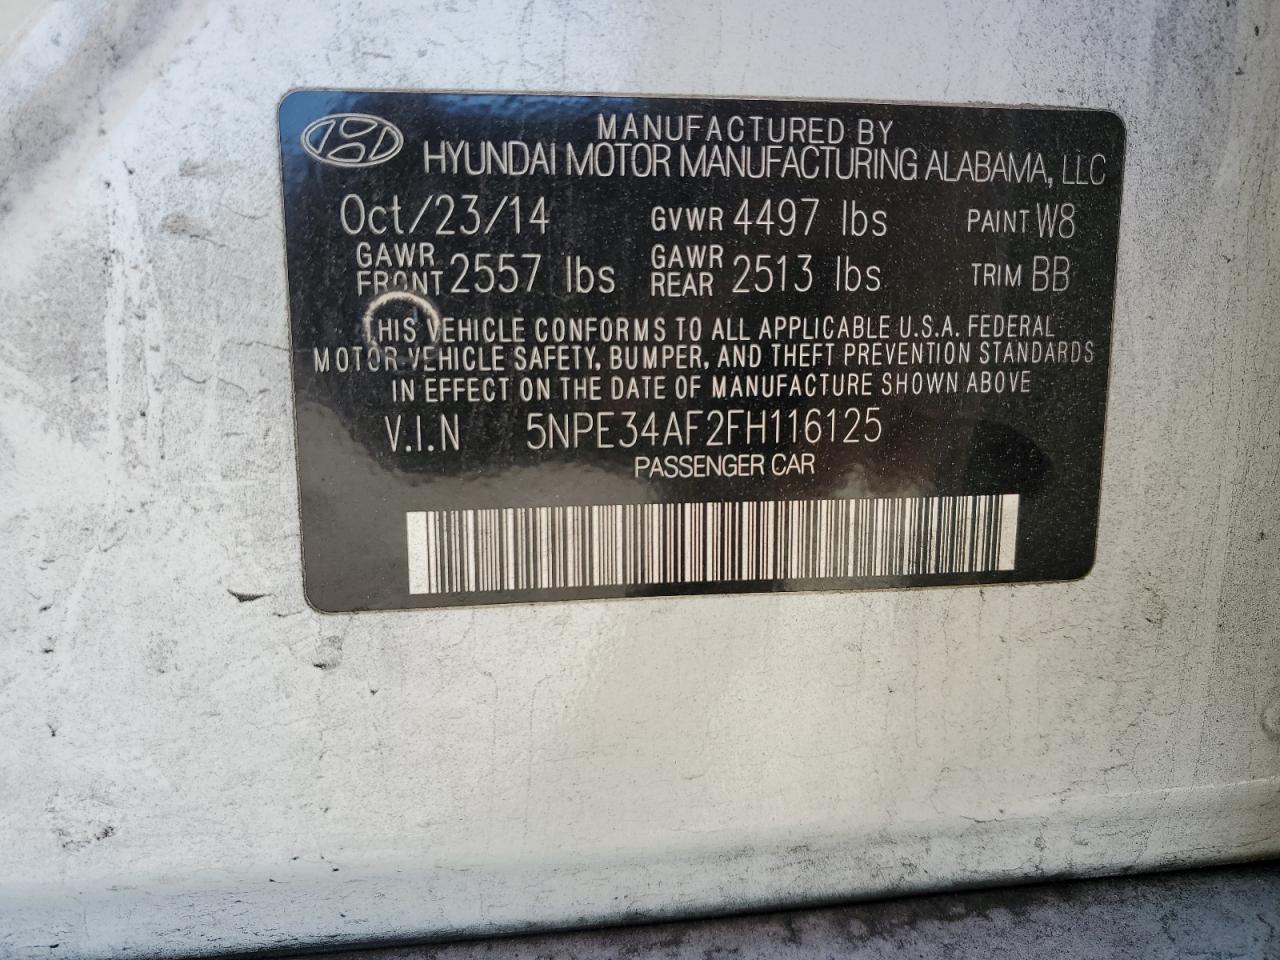 MANUFACTURED BY
HYUNDAI MOTOR MANUFACTURING ALABAMA, LLC
Oct/23/14 GVWR 4497 lbs PAINT W8
GAWR FRONT 2557 lbs GAWR REAR 2513 lbs TRIM BB
THIS VEHICLE CONFORMS TO ALL APPLICABLE U.S.A. FEDERAL
MOTOR VEHICLE SAFETY, BUMPER, AND THEFT PREVENTION STANDARDS
IN EFFECT ON THE DATE OF MANUFACTURE SHOWN ABOVE
V.I.N 5NPE34AF2FH116125
PASSENGER CAR